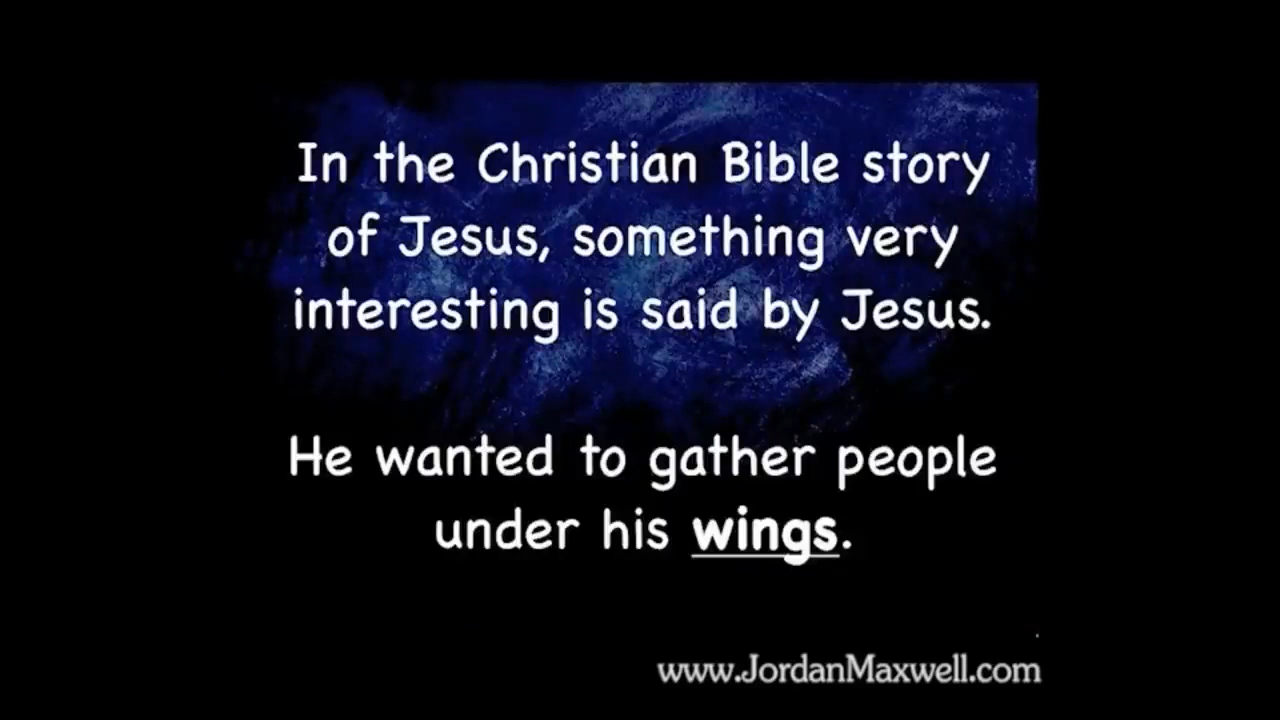 In the Christian Bible story
of Jesus, something very
interesting is said by Jesus.
He wanted to gather people
under his wings.
www.JordanMaxwell.com